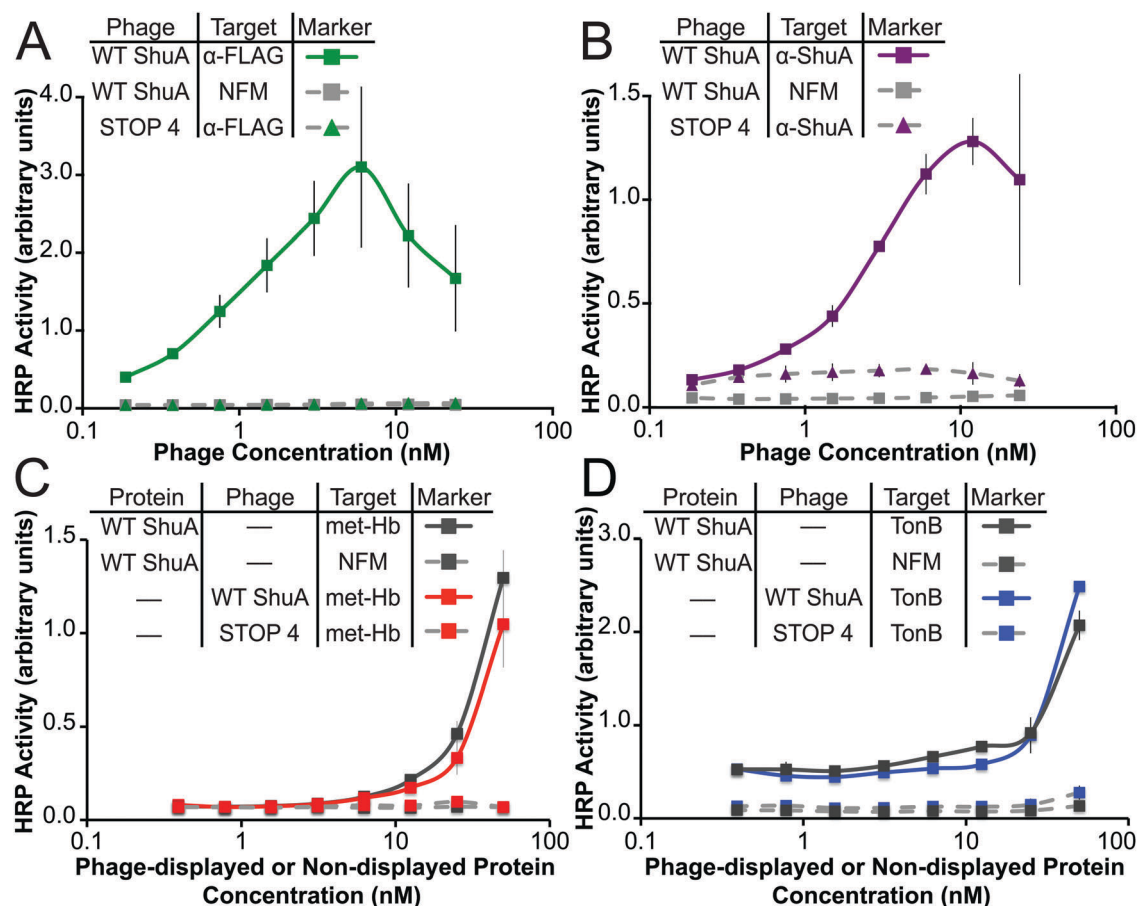 A
Phage Target Marker
WT ShuA α-FLAG
WT ShuA NFM
STOP 4 α-FLAG
HRP Activity (arbitrary units)
4.0
3.0
2.0
1.0
0.0
0.1 1 10 100
Phage Concentration (nM)
B
Phage Target Marker
WT ShuA α-ShuA
WT ShuA NFM
STOP 4 α-ShuA
HRP Activity (arbitrary units)
1.5
1.0
0.5
0.0
0.1 1 10 100
Phage Concentration (nM)
C
Protein Phage Target Marker
WT ShuA — met-Hb
WT ShuA — NFM
— WT ShuA met-Hb
— STOP 4 met-Hb
HRP Activity (arbitrary units)
1.5
1.0
0.5
0.0
0.1 1 10 100
Phage-displayed or Non-displayed Protein
Concentration (nM)
D
Protein Phage Target Marker
WT ShuA — TonB
WT ShuA — NFM
— WT ShuA TonB
— STOP 4 TonB
HRP Activity (arbitrary units)
3.0
2.0
1.0
0.0
0.1 1 10 100
Phage-displayed or Non-displayed Protein
Concentration (nM)